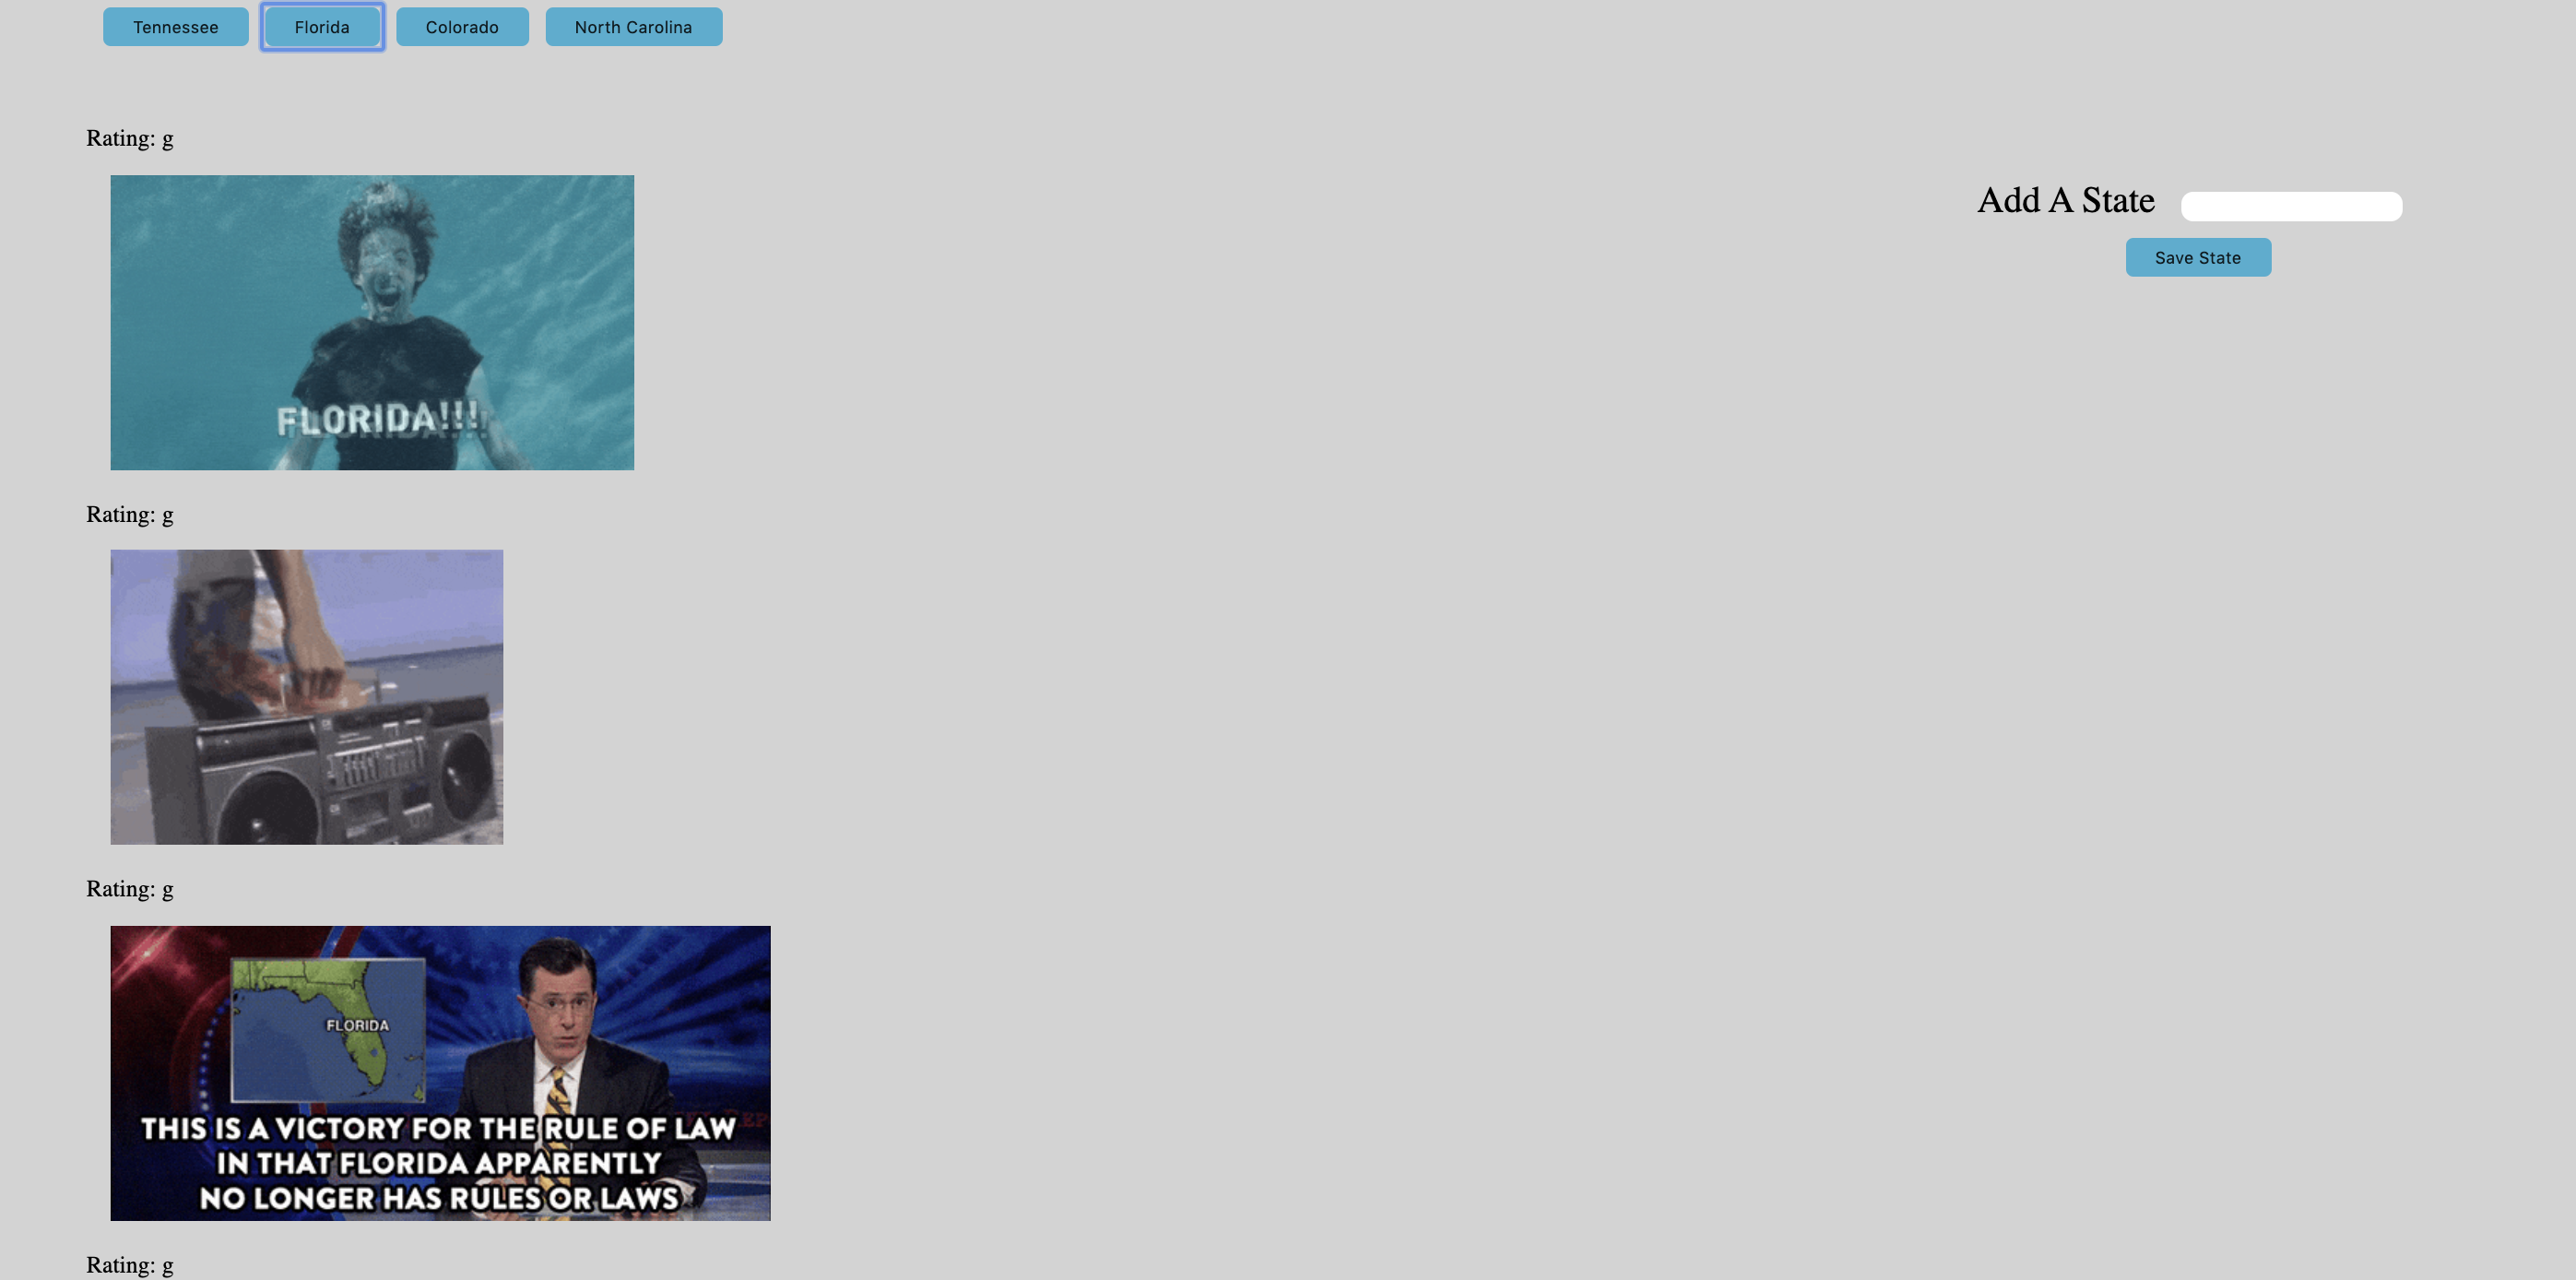 Tennessee Florida Colorado North Carolina
Rating: g
Add A State
Save State
FLORIDA!!!
Rating: g
Rating: g
FLORIDA
THIS IS A VICTORY FOR THE RULE OF LAW
IN THAT FLORIDA APPARENTLY
NO LONGER HAS RULES OR LAWS
Rating: g